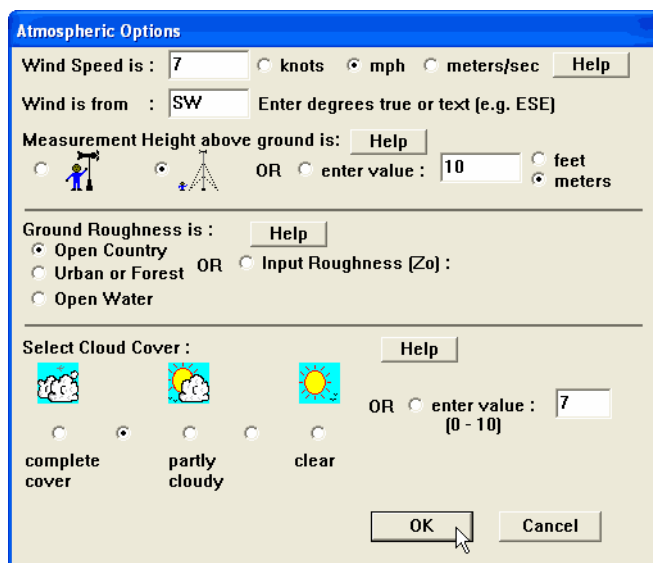 Atmospheric Options
Wind Speed is : 7 knots mph meters/sec Help
Wind is from : SW Enter degrees true or text (e.g. ESE)
Measurement Height above ground is: Help
OR enter value : 10 feet
meters
Ground Roughness is : Help
Open Country
Urban or Forest OR Input Roughness (Zo) :
Open Water
Select Cloud Cover : Help
OR enter value : 7
(0 - 10)
complete cover
partly cloudy
clear
OK Cancel